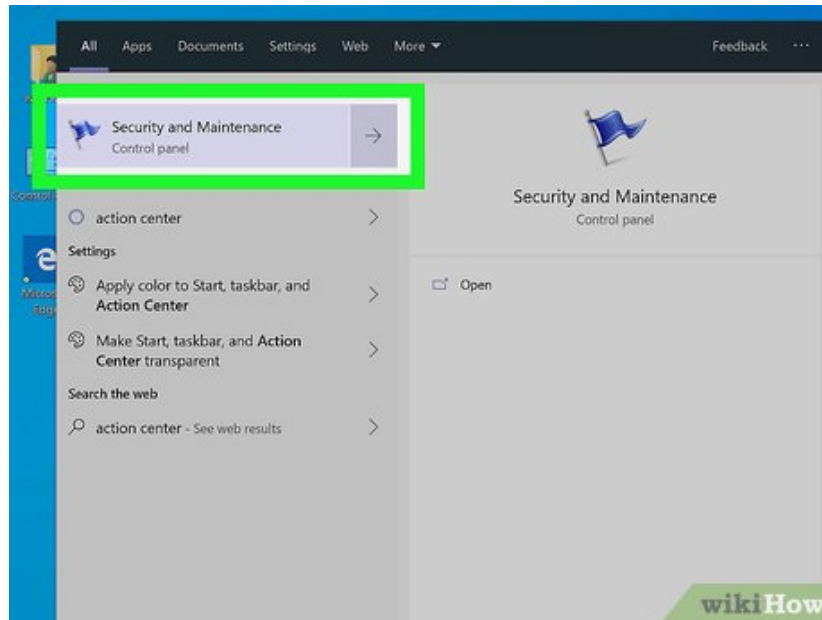 All Apps Documents Settings Web More Feedback ...
Security and Maintenance
Control panel
action center
Settings
Apply color to Start, taskbar, and
Action Center
Make Start, taskbar, and Action
Center transparent
Search the web
action center - See web results
Security and Maintenance
Control panel
Open
Edge
wikiHow